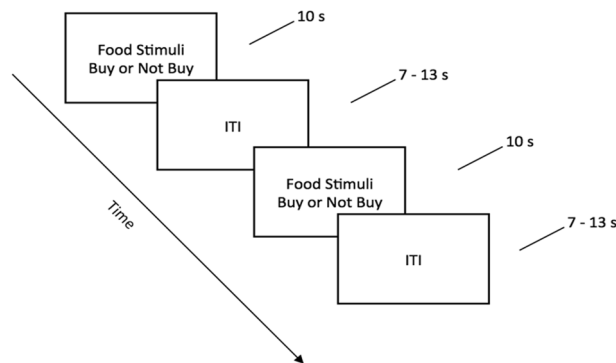 Food Stimuli
Buy or Not Buy
10 s
ITI
7 - 13 s
Food Stimuli
Buy or Not Buy
10 s
ITI
7 - 13 s
Time